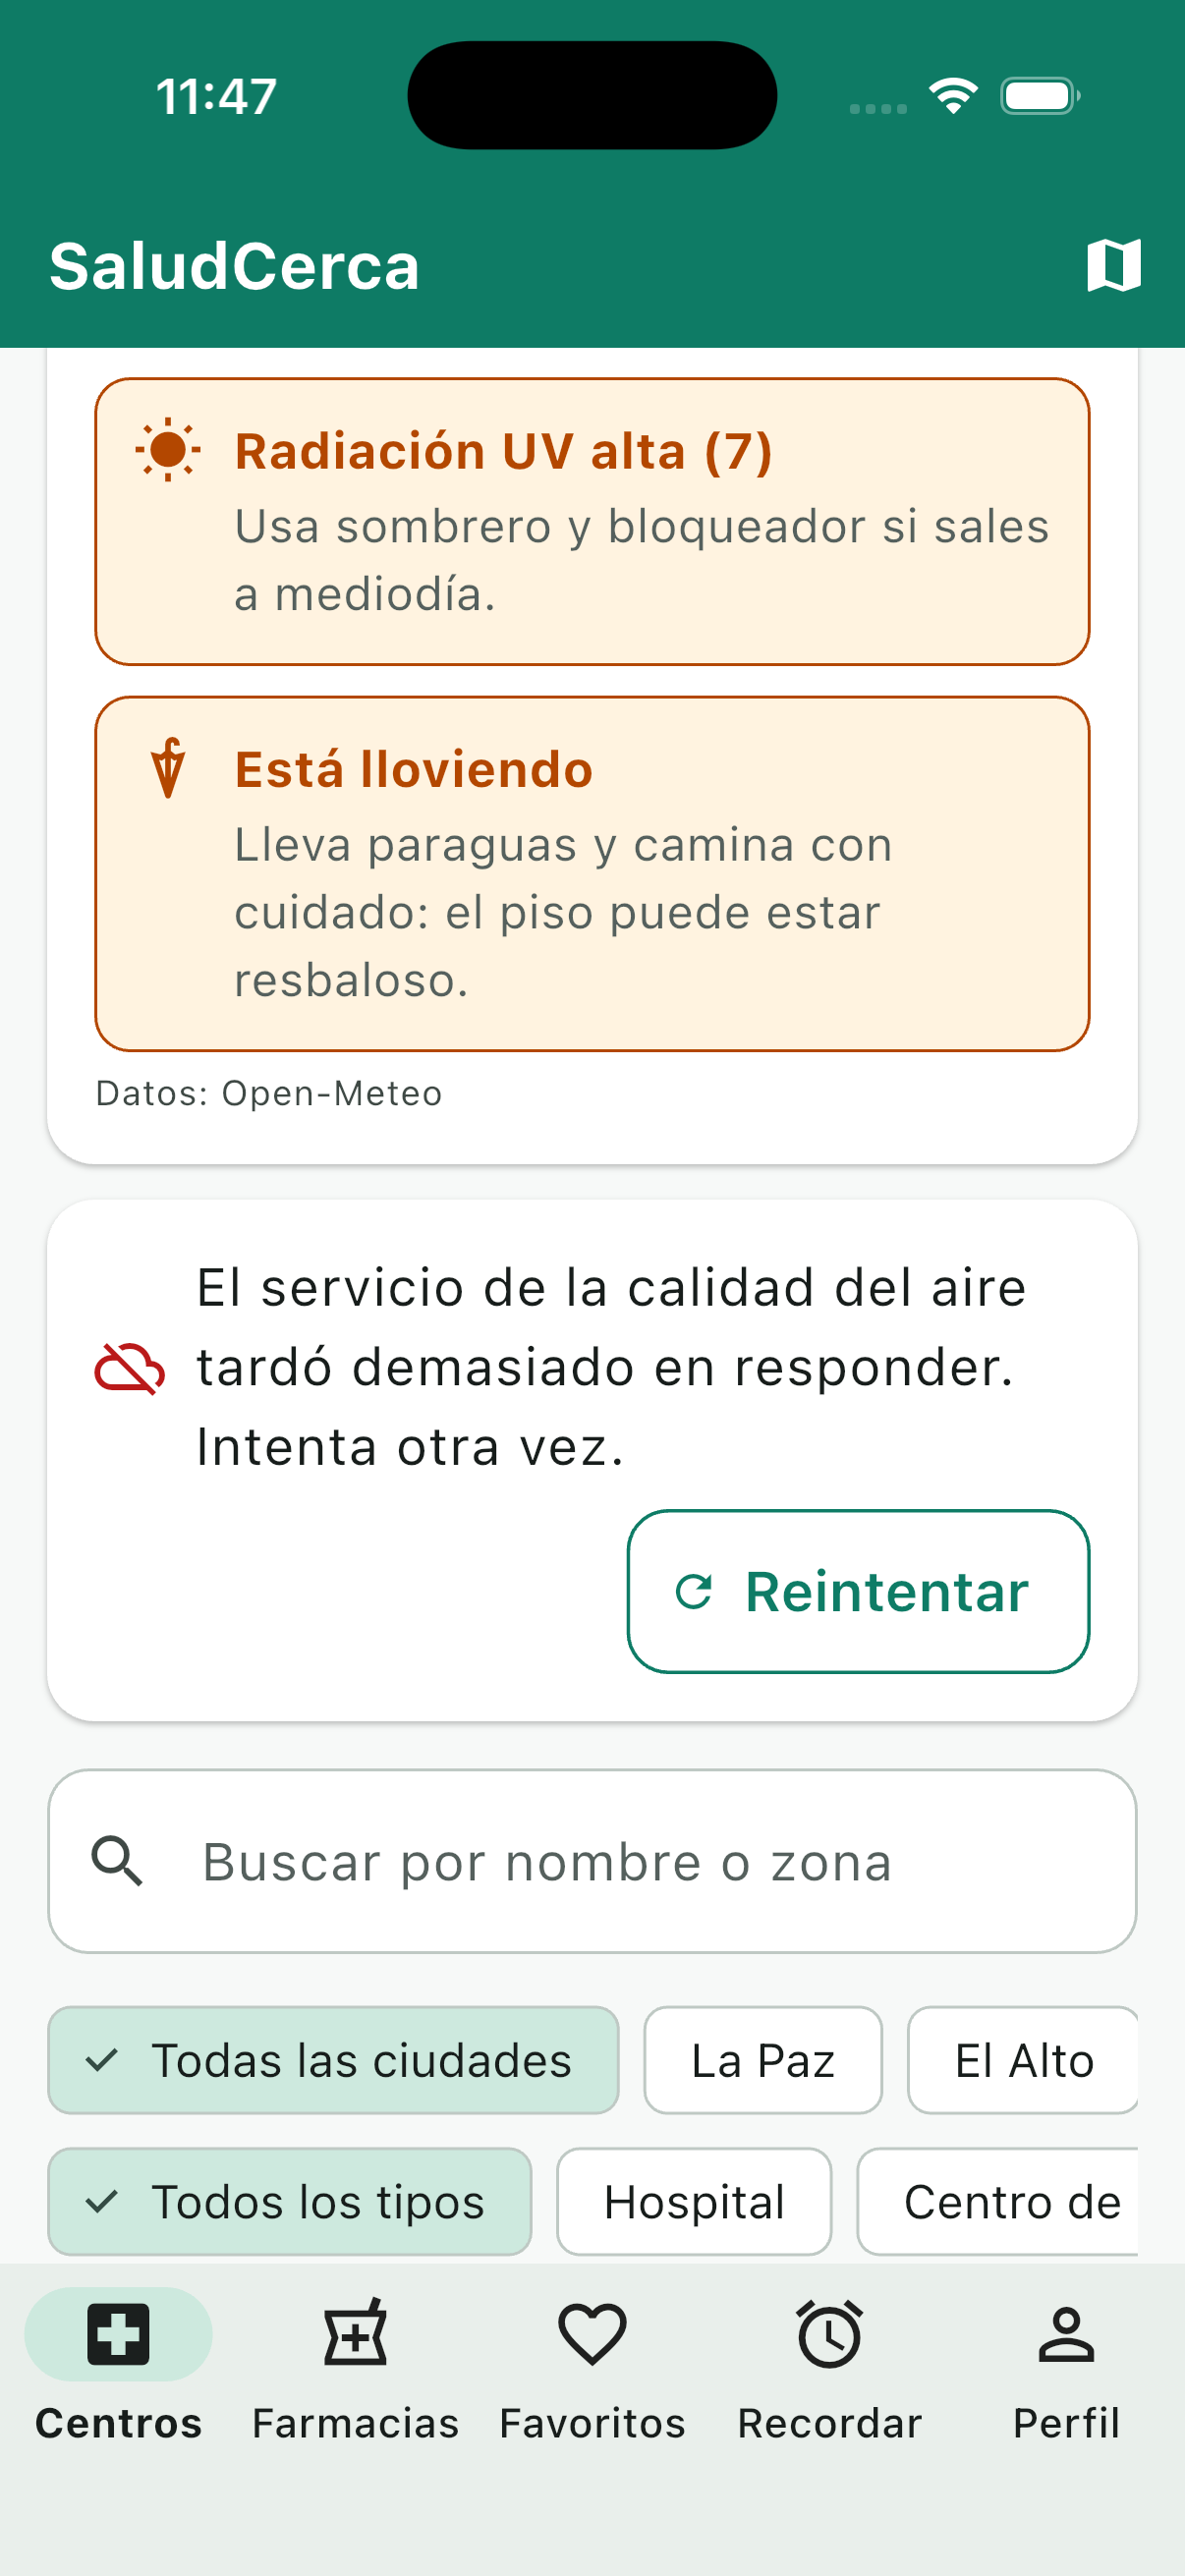 11:47
SaludCerca
Radiación UV alta (7)
Usa sombrero y bloqueador si sales
a mediodía.
Está lloviendo
Lleva paraguas y camina con
cuidado: el piso puede estar
resbaloso.
Datos: Open-Meteo
El servicio de la calidad del aire
tardó demasiado en responder.
Intenta otra vez.
Reintentar
Buscar por nombre o zona
Todas las ciudades La Paz El Alto
Todos los tipos Hospital Centro de
Centros Farmacias Favoritos Recordar Perfil